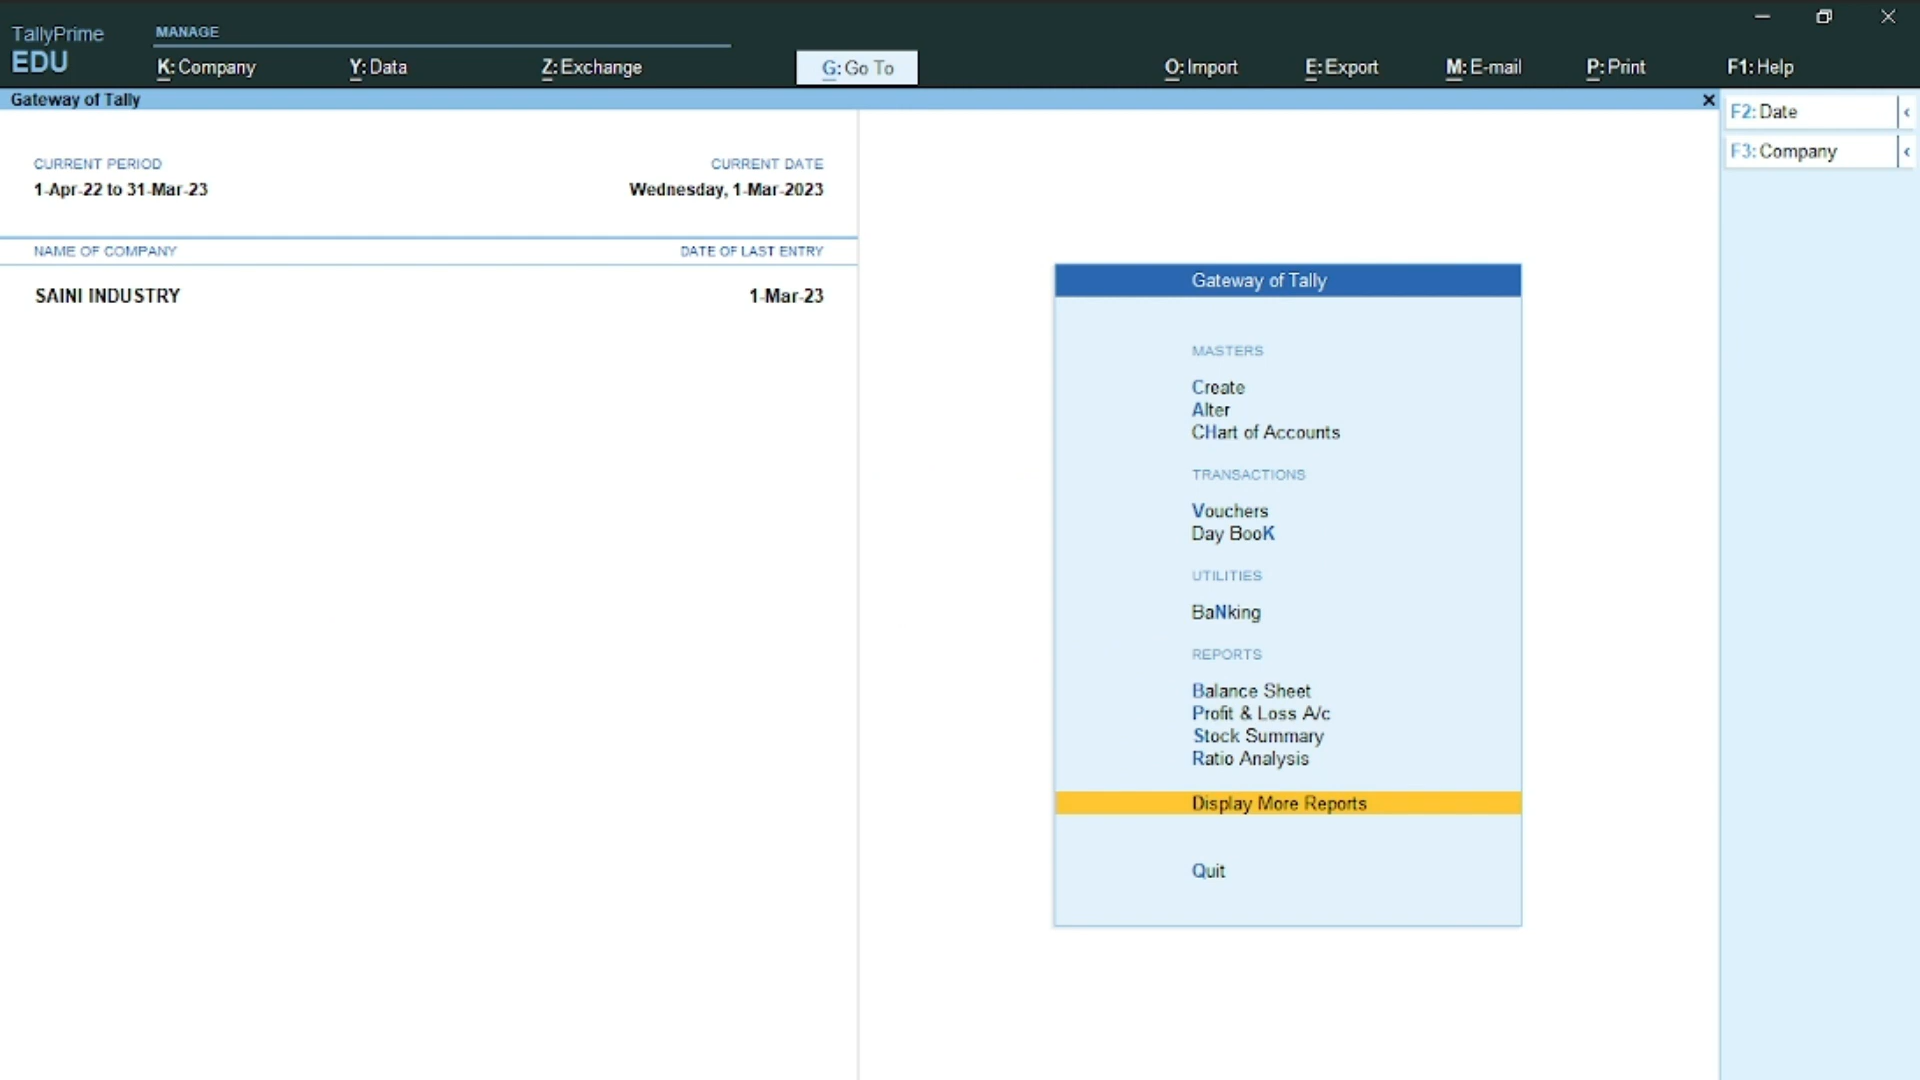 TallyPrime
EDU
MANAGE
K: Company
Y: Data
Z: Exchange
G: Go To
O: Import
E: Export
M: E-mail
P: Print
F1: Help
Gateway of Tally
F2: Date
F3: Company
CURRENT PERIOD
CURRENT DATE
1-Apr-22 to 31-Mar-23
Wednesday, 1-Mar-2023
NAME OF COMPANY
DATE OF LAST ENTRY
SAINI INDUSTRY
1-Mar-23
Gateway of Tally
MASTERS
Create
Alter
CHart of Accounts
TRANSACTIONS
Vouchers
Day BooK
UTILITIES
BaNking
REPORTS
Balance Sheet
Profit & Loss A/c
Stock Summary
Ratio Analysis
Display More Reports
Quit